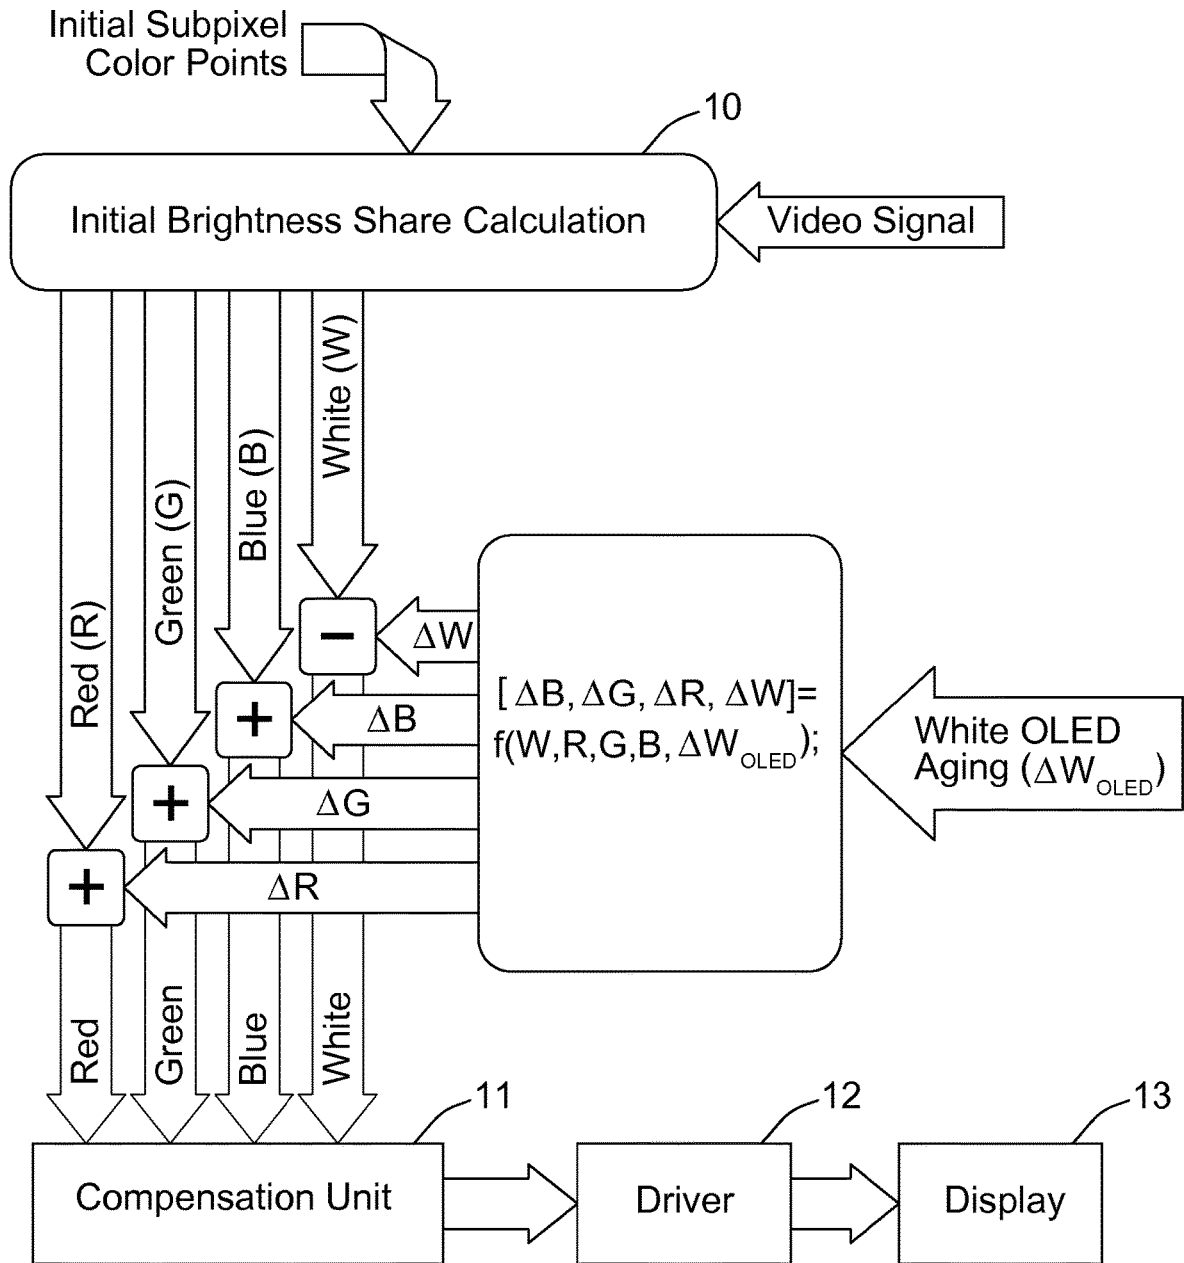 Initial Subpixel
Color Points
10
Initial Brightness Share Calculation
Video Signal
Red (R)
Green (G)
Blue (B)
White (W)
−
ΔW
+
ΔB
+
ΔG
+
ΔR
[ΔB, ΔG, ΔR, ΔW]=
f(W,R,G,B, ΔW_OLED);
White OLED
Aging (ΔW_OLED)
Red
Green
Blue
White
11
12
13
Compensation Unit
Driver
Display